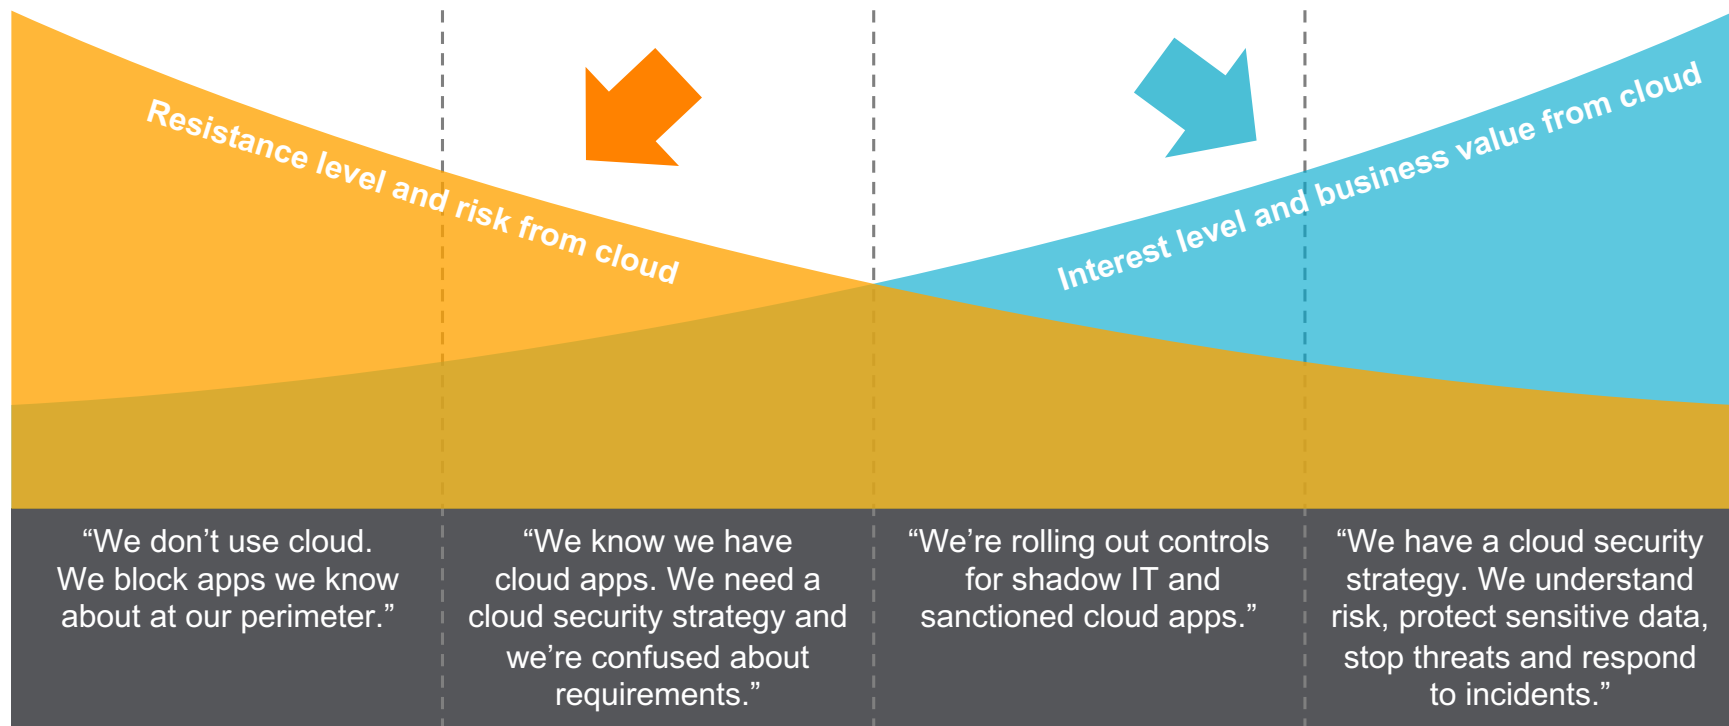 Resistance level and risk from cloud
Interest level and business value from cloud
“We don’t use cloud.
We block apps we know
about at our perimeter.”
“We know we have
cloud apps. We need a
cloud security strategy and
we’re confused about
requirements.”
“We’re rolling out controls
for shadow IT and
sanctioned cloud apps.”
“We have a cloud security
strategy. We understand
risk, protect sensitive data,
stop threats and respond
to incidents.”